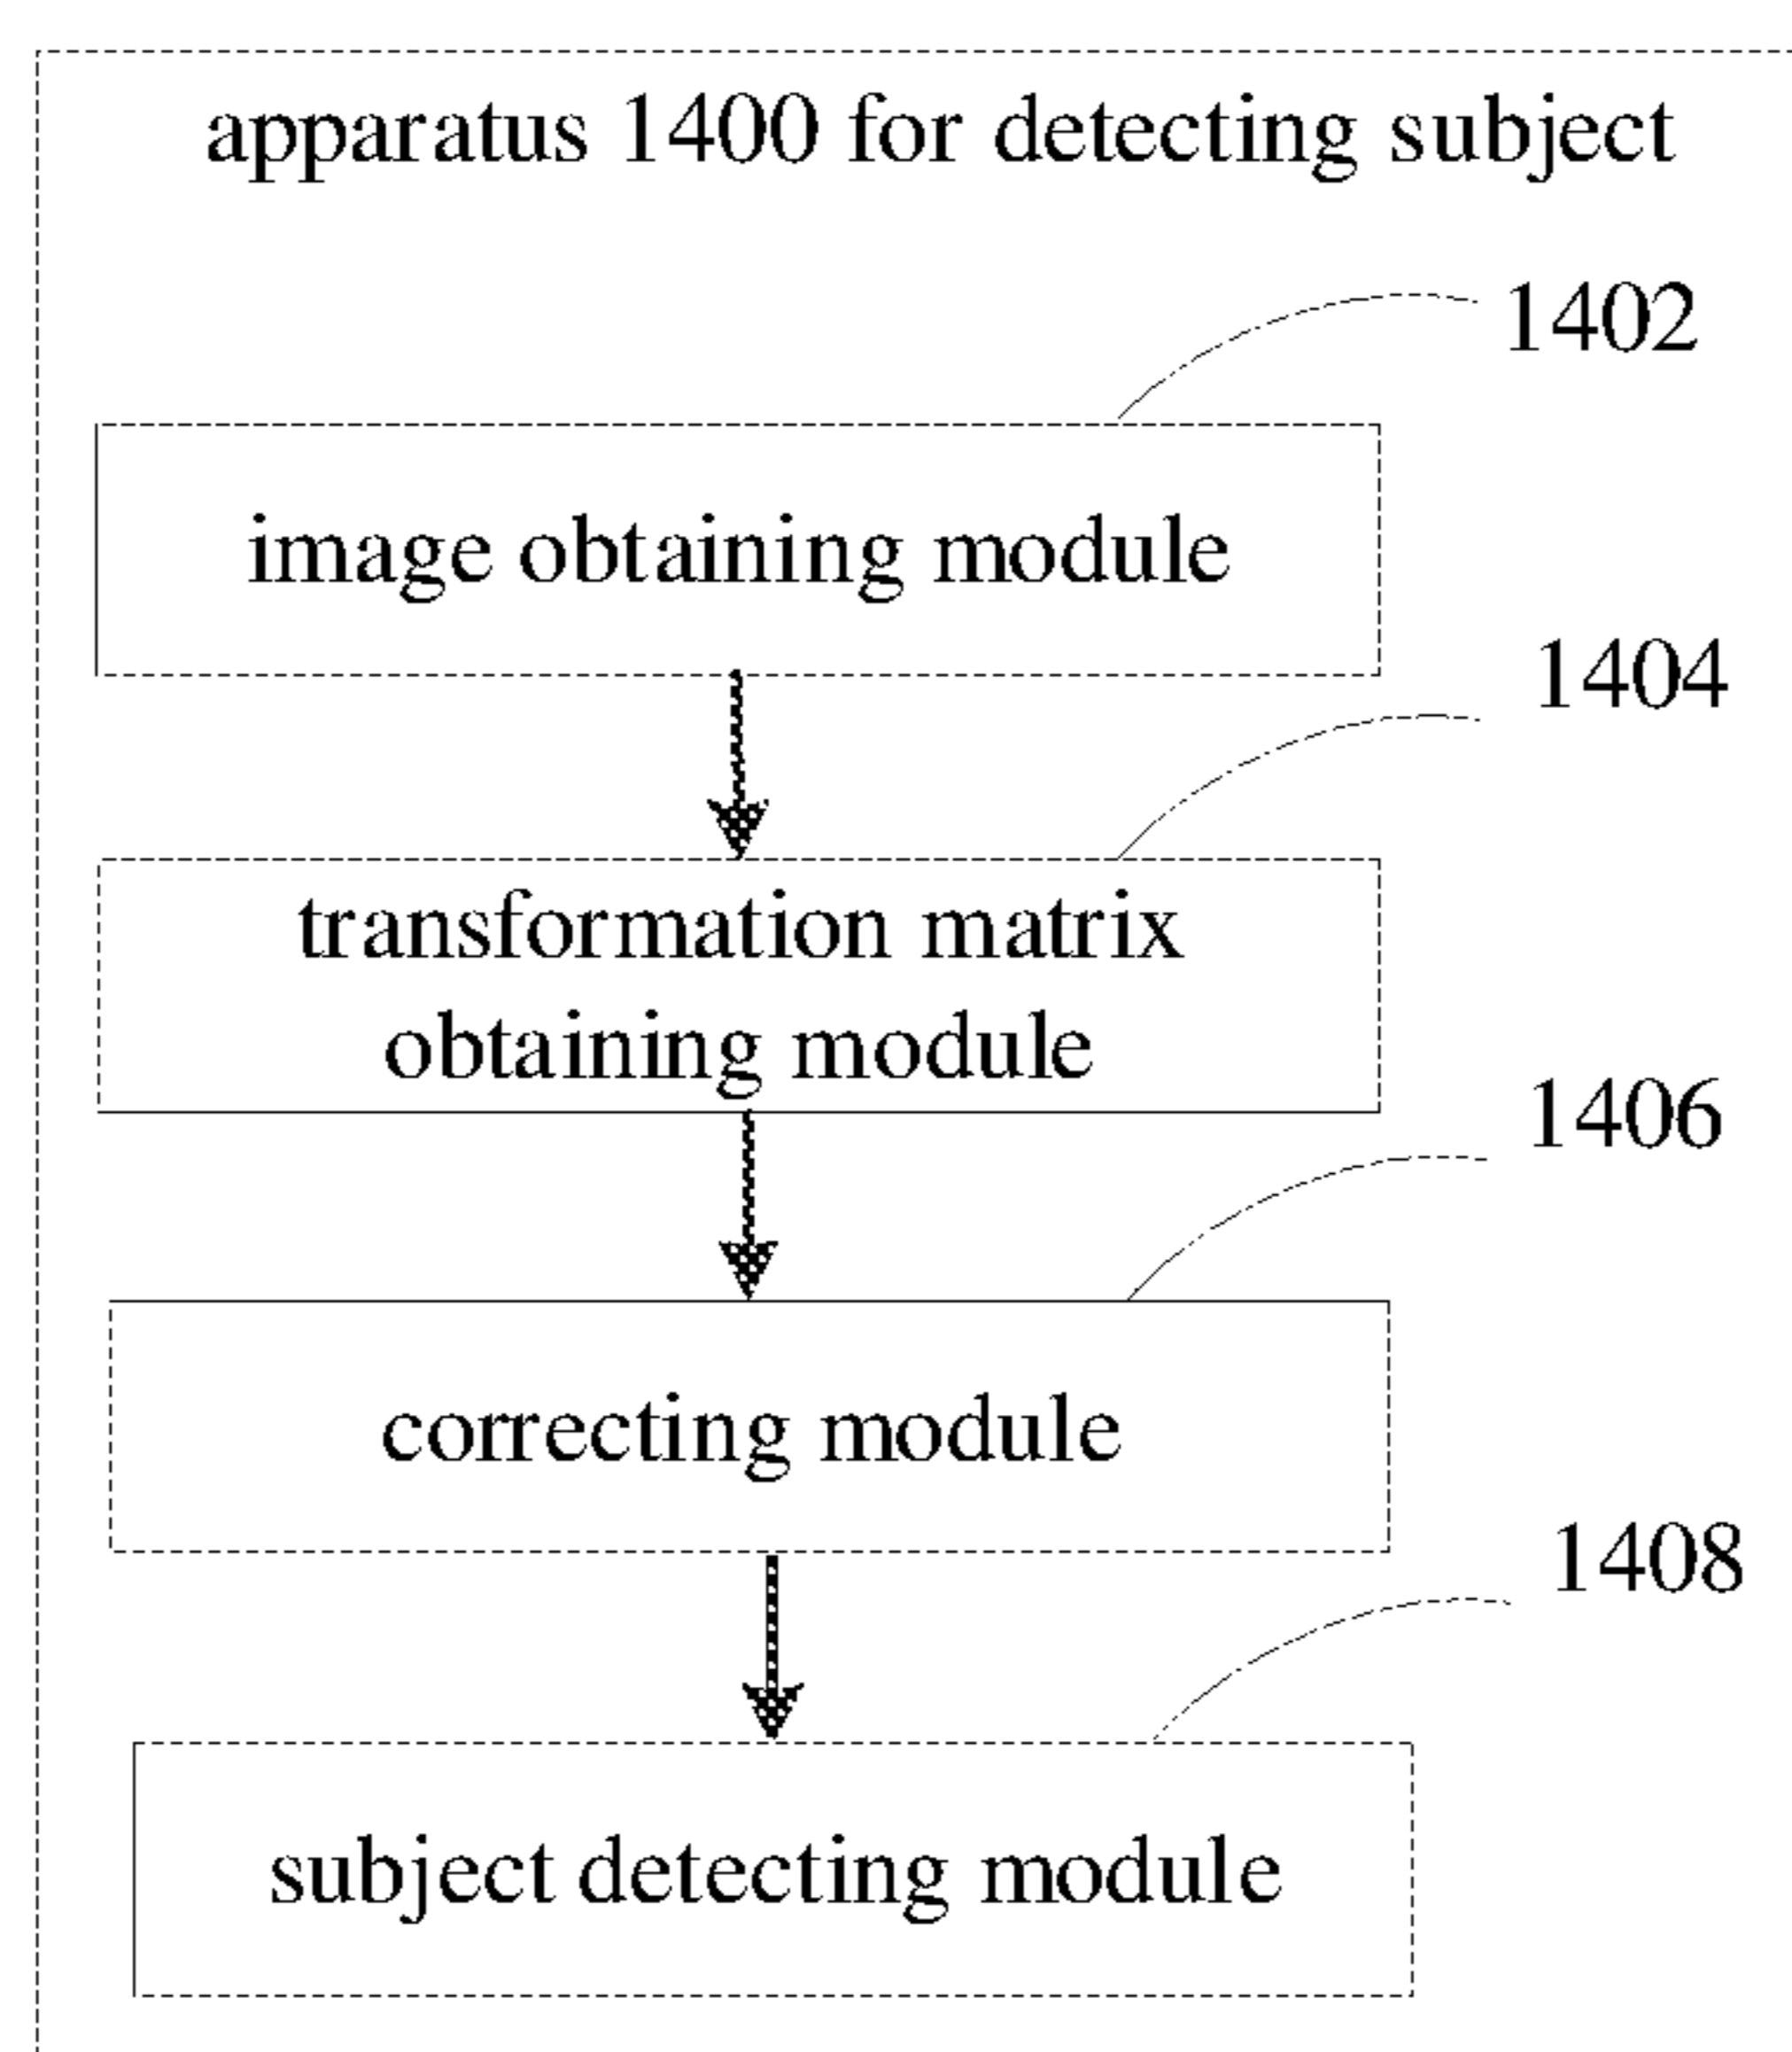 apparatus 1400 for detecting subject
1402
image obtaining module
1404
transformation matrix
obtaining module
1406
correcting module
1408
subject detecting module